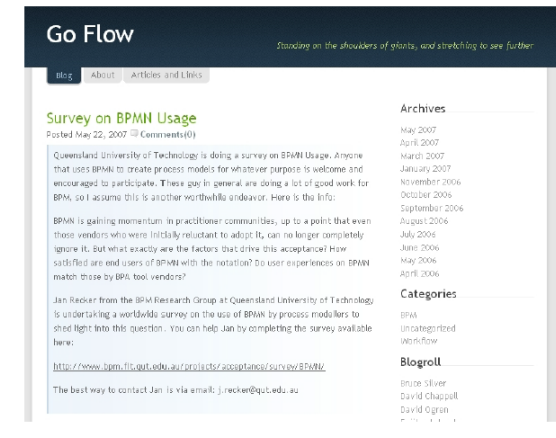 Go Flow
Standing on the shoulders of giants, and stretching to see further
Blog
About
Articles and Links
Survey on BPMN Usage
Posted May 22, 2007 Comments(0)
Queensland University of Technology is doing a survey on BPMN Usage. Anyone
that uses BPMN to create process models for whatever purpose is welcome and
encouraged to participate. These guy in general are doing a lot of good work for
BPM, so I assume this is another worthwhile endeavor. Here is the info:
BPMN is gaining momentum in practitioner communities, up to a point that even
those vendors who were initially reluctant to adopt it, can no longer completely
ignore it. But what exactly are the factors that drive this acceptance? How
satisfied are end users of BPMN with the notation? Do user experiences on BPMN
match those by BPA tool vendors?
Jan Recker from the BPM Research Group at Queensland University of Technology
is undertaking a worldwide survey on the use of BPMN by process modellers to
shed light into this question. You can help Jan by completing the survey available
here:
http://www.bpm.fit.qut.edu.au/projects/acceptance/survey/BPMN/
The best way to contact Jan is via email: j.recker@qut.edu.au
Archives
May 2007
April 2007
March 2007
January 2007
November 2006
October 2006
September 2006
August 2006
July 2006
June 2006
May 2006
April 2006
Categories
BPM
Uncategorized
Workflow
Blogroll
Bruce Silver
David Chappell
David Ogren